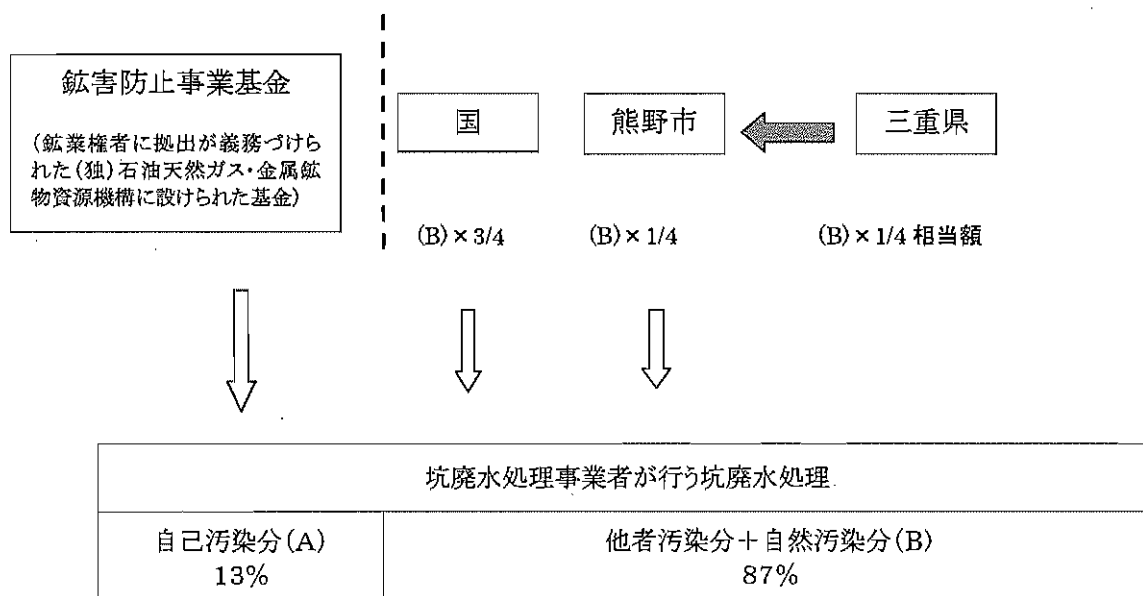 鉱害防止事業基金
(鉱業権者に拠出が義務づけら
れた(独)石油天然ガス・金属鉱
物資源機構に設けられた基金)
国
熊野市
三重県
(B)×3/4
(B)×1/4
(B)×1/4 相当額
坑廃水処理事業者が行う坑廃水処理
自己汚染分(A)
13%
他者汚染分+自然汚染分(B)
87%